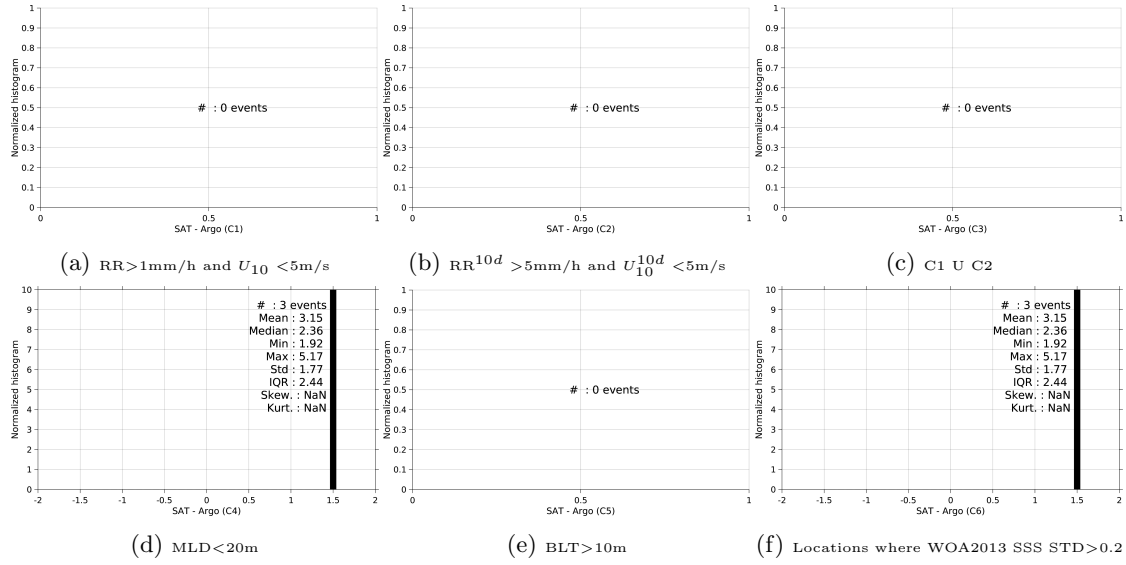 Normalized histogram
1
0.9
0.8
0.7
0.6
0.5
0.4
0.3
0.2
0.1
0
# : 0 events
0 0.5 1
SAT - Argo (C1)
(a) RR>1mm/h and U10 <5m/s
Normalized histogram
1
0.9
0.8
0.7
0.6
0.5
0.4
0.3
0.2
0.1
0
# : 0 events
0 0.5 1
SAT - Argo (C2)
(b) RR10d >5mm/h and U10d10 <5m/s
Normalized histogram
1
0.9
0.8
0.7
0.6
0.5
0.4
0.3
0.2
0.1
0
# : 0 events
0 0.5 1
SAT - Argo (C3)
(c) C1 U C2
Normalized histogram
10
9
8
7
6
5
4
3
2
1
0
# : 3 events
Mean : 3.15
Median : 2.36
Min : 1.92
Max : 5.17
Std : 1.77
IQR : 2.44
Skew. : NaN
Kurt. : NaN
-2 -1.5 -1 -0.5 0 0.5 1 1.5 2
SAT - Argo (C4)
(d) MLD<20m
Normalized histogram
1
0.9
0.8
0.7
0.6
0.5
0.4
0.3
0.2
0.1
0
# : 0 events
0 0.5 1
SAT - Argo (C5)
(e) BLT>10m
Normalized histogram
10
9
8
7
6
5
4
3
2
1
0
# : 3 events
Mean : 3.15
Median : 2.36
Min : 1.92
Max : 5.17
Std : 1.77
IQR : 2.44
Skew. : NaN
Kurt. : NaN
-2 -1.5 -1 -0.5 0 0.5 1 1.5 2
SAT - Argo (C6)
(f) Locations where WOA2013 SSS STD>0.2